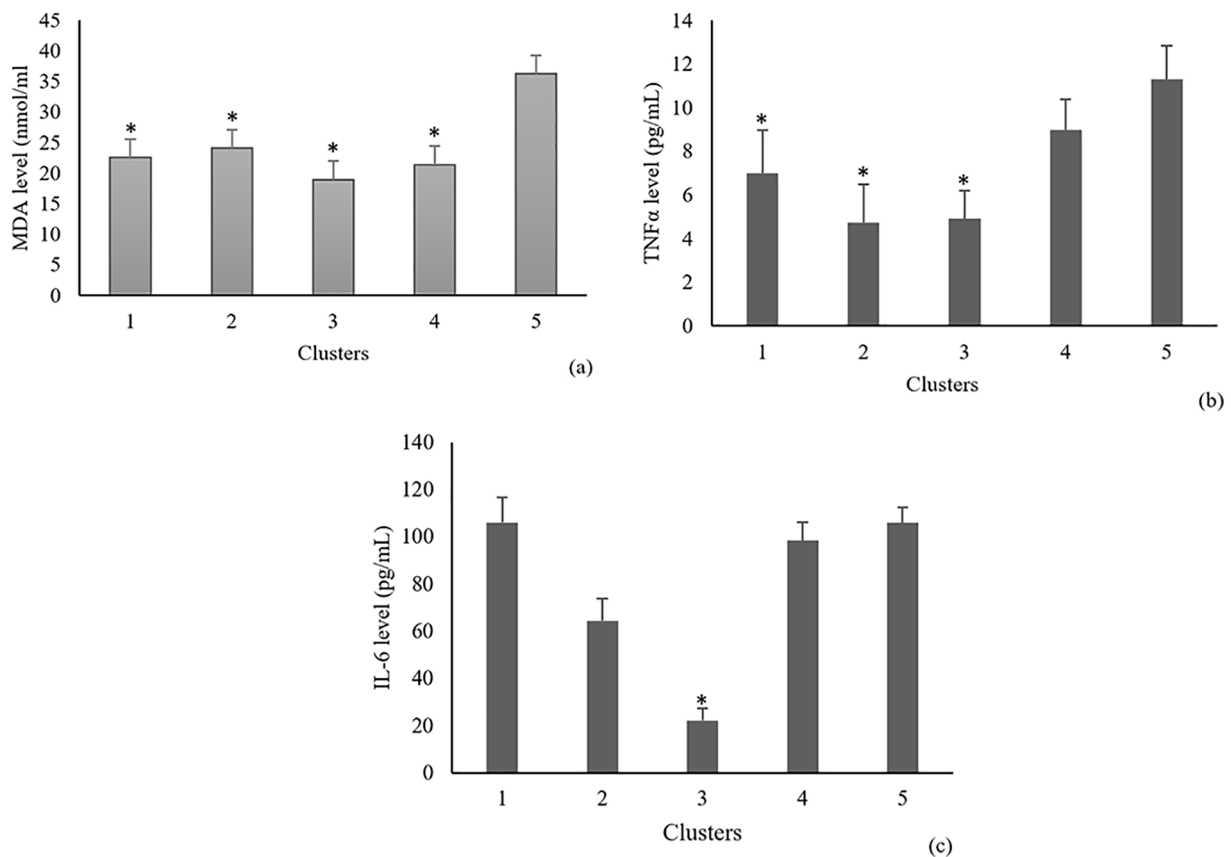 MDA level (nmol/ml
45
40
35
30
25
20
15
10
5
0
*
*
*
*
1 2 3 4 5
Clusters
(a)
TNFα level (pg/mL)
14
12
10
8
6
4
2
0
*
*
*
1 2 3 4 5
Clusters
(b)
IL-6 level (pg/mL)
140
120
100
80
60
40
20
0
*
1 2 3 4 5
Clusters
(c)